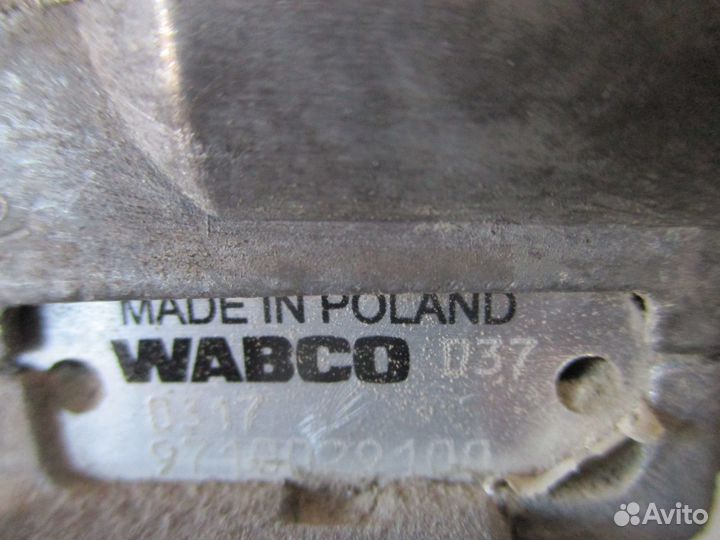 MADE IN POLAND
WABCO D37
0317
9710029100
Avito